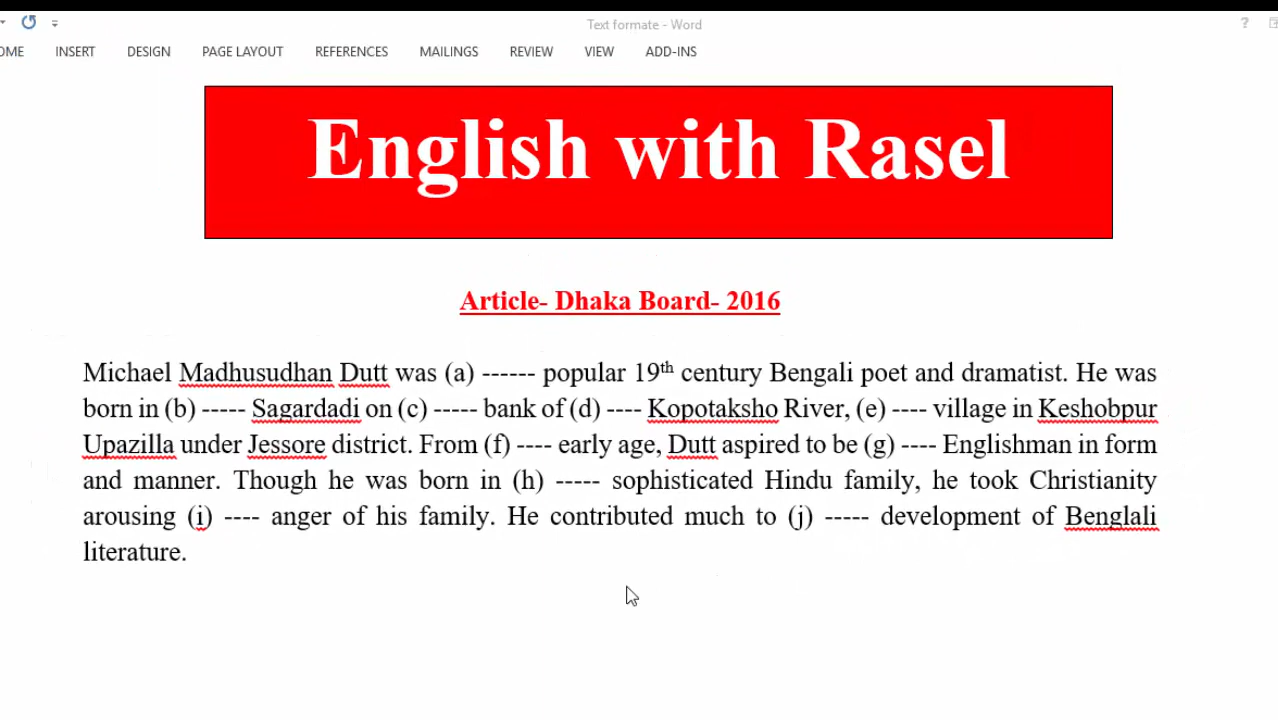 Text formate - Word
?
OME INSERT DESIGN PAGE LAYOUT REFERENCES MAILINGS REVIEW VIEW ADD-INS
English with Rasel
Article- Dhaka Board- 2016
Michael Madhusudhan Dutt was (a) ------ popular 19th century Bengali poet and dramatist. He was
born in (b) ----- Sagardadi on (c) ----- bank of (d) ---- Kopotaksho River, (e) ---- village in Keshobpur
Upazilla under Jessore district. From (f) ---- early age, Dutt aspired to be (g) ---- Englishman in form
and manner. Though he was born in (h) ----- sophisticated Hindu family, he took Christianity
arousing (i) ---- anger of his family. He contributed much to (j) ----- development of Benglali
literature.